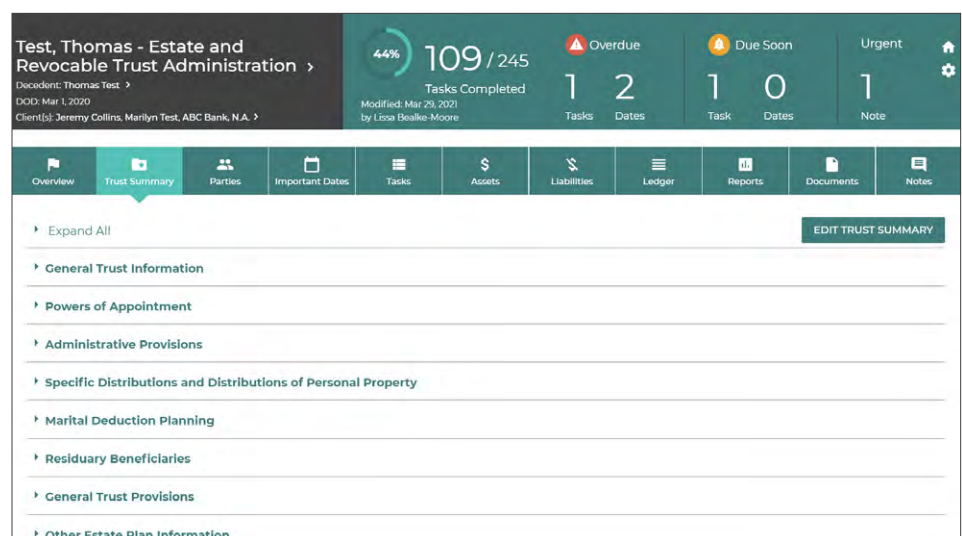 Test, Thomas - Estate and
Revocable Trust Administration >
Decedent: Thomas Test >
DOD: Mar 1, 2020
Client(s): Jeremy Collins, Marilyn Test, ABC Bank, N.A. >
44%
109 / 245
Tasks Completed
Modified: Mar 29, 2021
by Lissa Bealke-Moore
Overdue
1 2
Tasks Dates
Due Soon
1 0
Task Dates
Urgent
1
Note
Overview Trust Summary Parties Important Dates Tasks Assets Liabilities Ledger Reports Documents Notes
Expand All
EDIT TRUST SUMMARY
General Trust Information
Powers of Appointment
Administrative Provisions
Specific Distributions and Distributions of Personal Property
Marital Deduction Planning
Residuary Beneficiaries
General Trust Provisions
Other Estate Plan Information